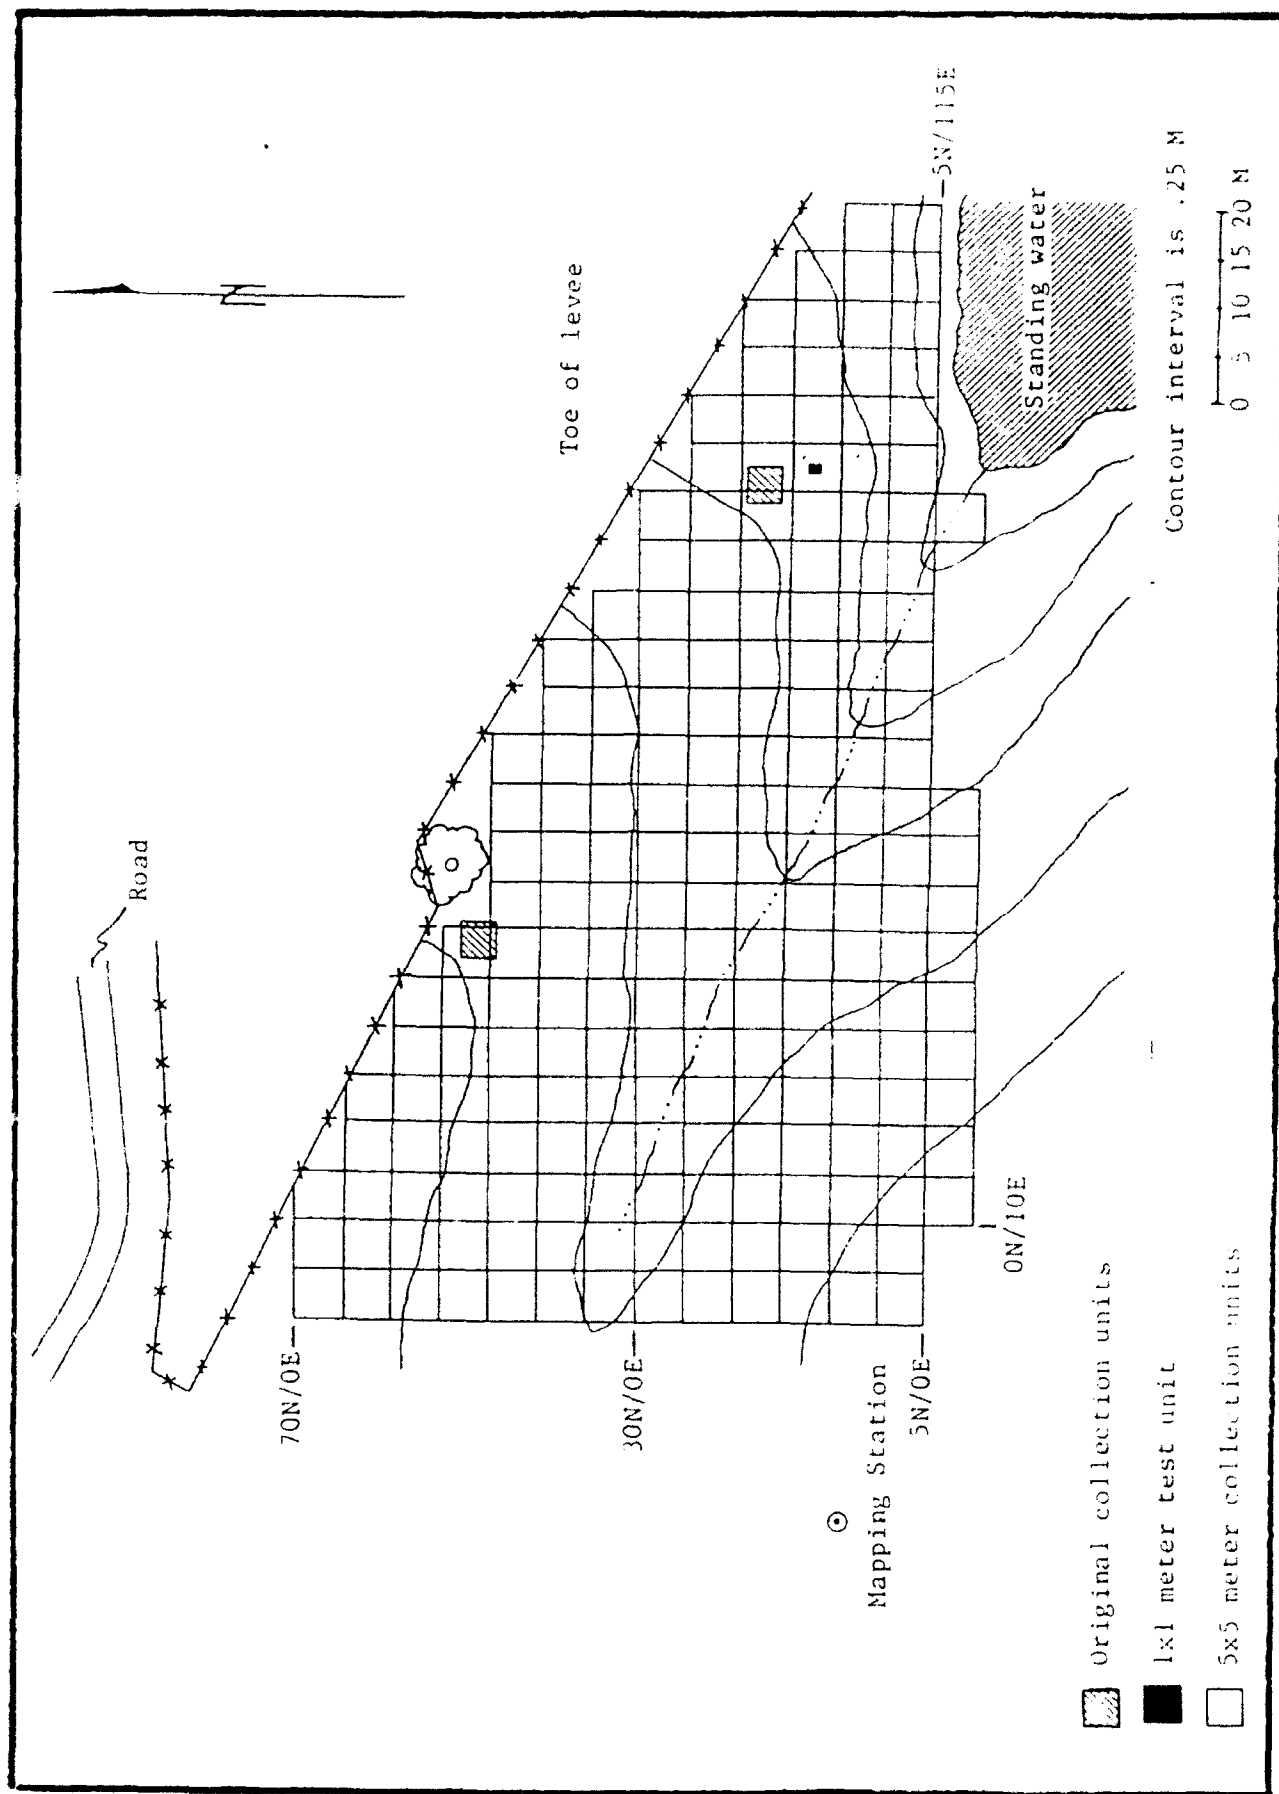 Road
Toe of levee
N
70N/0E
30N/0E
Mapping Station
5N/0E
0N/10E
5N/115E
Standing water
Contour interval is .25 M
0 5 10 15 20 M
Original collection units
1x1 meter test unit
5x5 meter collection units